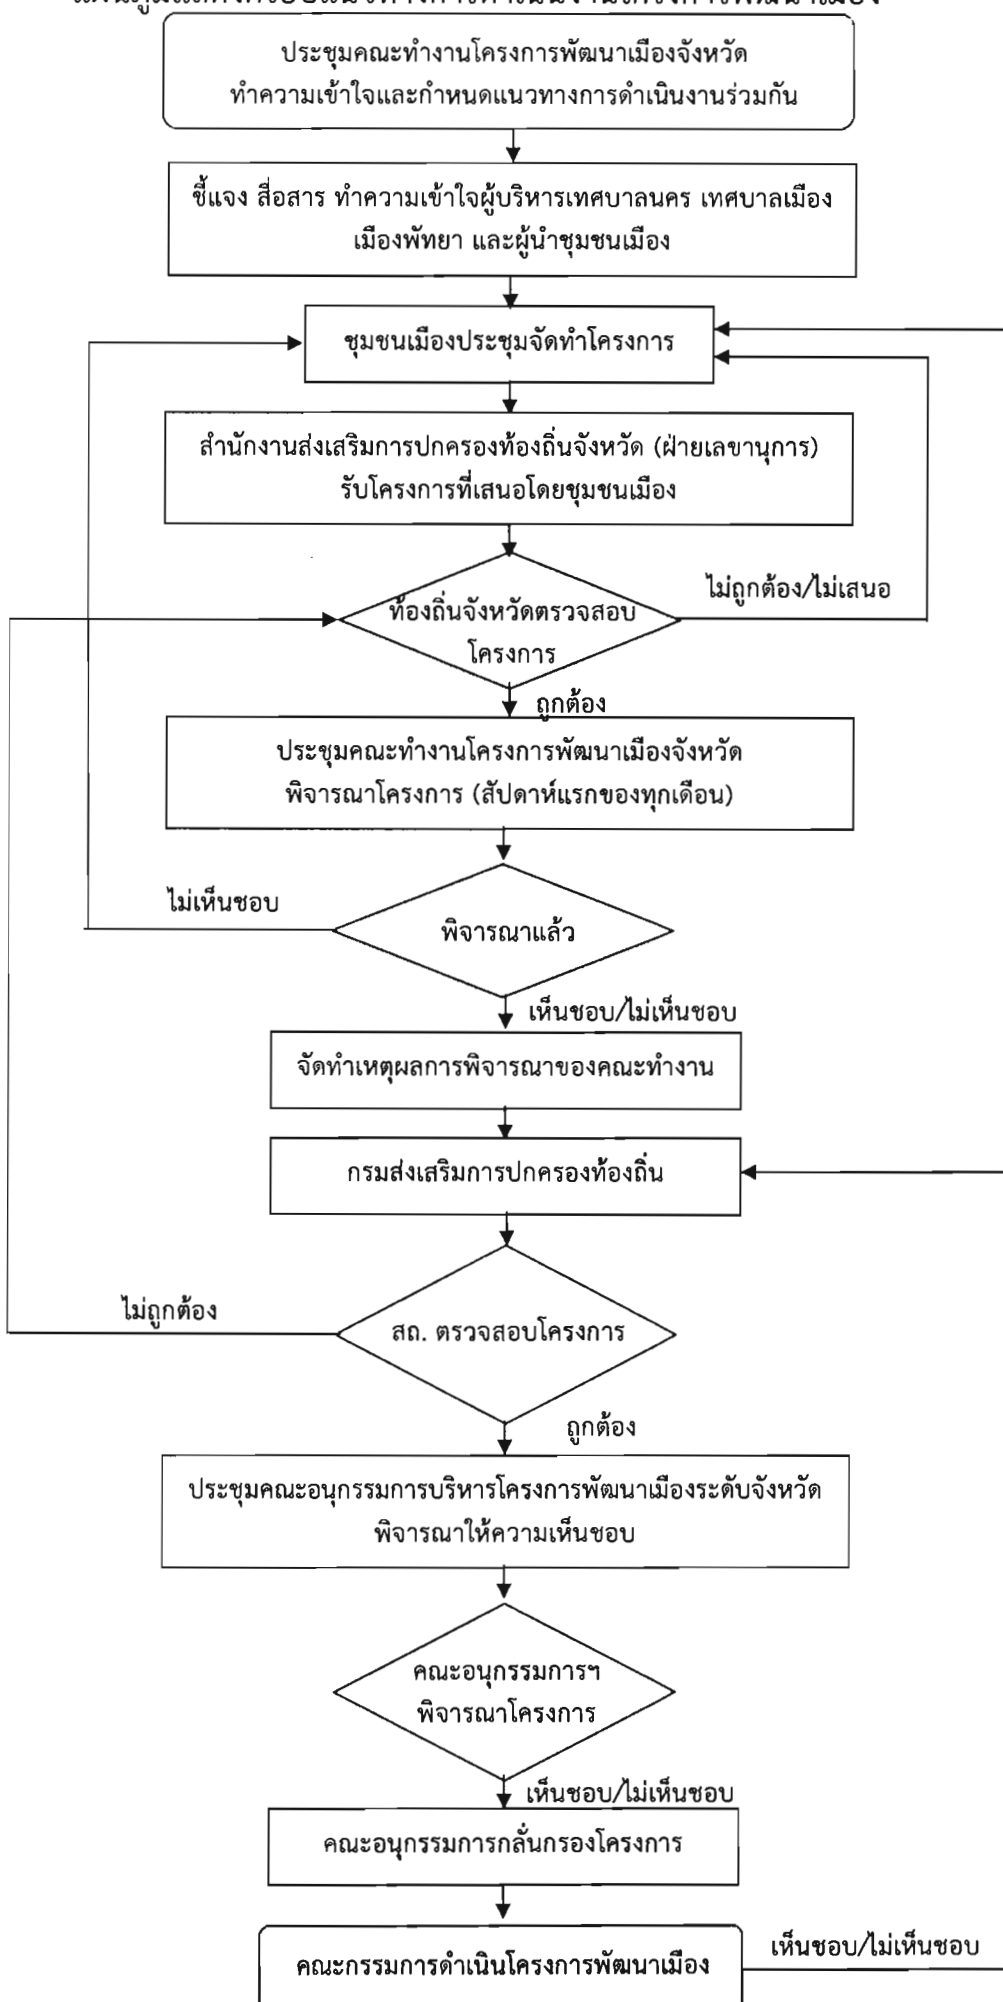 ประชุมคณะทำงานโครงการพัฒนาเมืองจังหวัด
ทำความเข้าใจและกำหนดแนวทางการดำเนินงานร่วมกัน
ชี้แจง สื่อสาร ทำความเข้าใจผู้บริหารเทศบาลนคร เทศบาลเมือง
เมืองพัทยา และผู้นำชุมชนเมือง
ชุมชนเมืองประชุมจัดทำโครงการ
สำนักงานส่งเสริมการปกครองท้องถิ่นจังหวัด (ฝ่ายเลขานุการ)
รับโครงการที่เสนอโดยชุมชนเมือง
ไม่ถูกต้อง/ไม่เสนอ
ท้องถิ่นจังหวัดตรวจสอบ
โครงการ
ถูกต้อง
ประชุมคณะทำงานโครงการพัฒนาเมืองจังหวัด
พิจารณาโครงการ (สัปดาห์แรกของทุกเดือน)
ไม่เห็นชอบ
พิจารณาแล้ว
เห็นชอบ/ไม่เห็นชอบ
จัดทำเหตุผลการพิจารณาของคณะทำงาน
กรมส่งเสริมการปกครองท้องถิ่น
ไม่ถูกต้อง
สถ. ตรวจสอบโครงการ
ถูกต้อง
ประชุมคณะอนุกรรมการบริหารโครงการพัฒนาเมืองระดับจังหวัด
พิจารณาให้ความเห็นชอบ
คณะอนุกรรมการฯ
พิจารณาโครงการ
เห็นชอบ/ไม่เห็นชอบ
คณะอนุกรรมการกลั่นกรองโครงการ
เห็นชอบ/ไม่เห็นชอบ
คณะกรรมการดำเนินโครงการพัฒนาเมือง